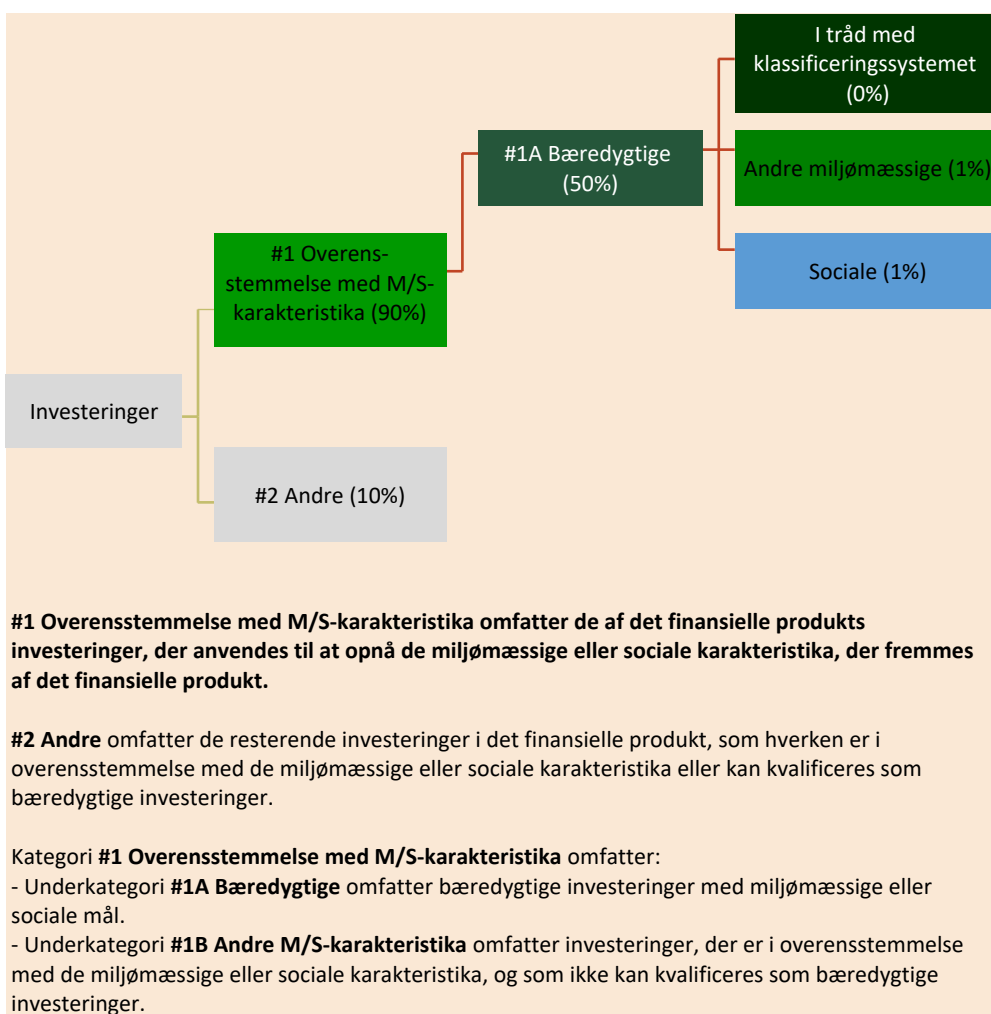 I tråd med
klassificeringssystemet
(0%)
#1A Bæredygtige
(50%)
Andre miljømæssige (1%)
#1 Overens-
stemmelse med M/S-
karakteristika (90%)
Sociale (1%)
Investeringer
#2 Andre (10%)
#1 Overensstemmelse med M/S-karakteristika omfatter de af det finansielle produkts
investeringer, der anvendes til at opnå de miljømæssige eller sociale karakteristika, der fremmes
af det finansielle produkt.
#2 Andre omfatter de resterende investeringer i det finansielle produkt, som hverken er i
overensstemmelse med de miljømæssige eller sociale karakteristika eller kan kvalificeres som
bæredygtige investeringer.
Kategori #1 Overensstemmelse med M/S-karakteristika omfatter:
- Underkategori #1A Bæredygtige omfatter bæredygtige investeringer med miljømæssige eller
sociale mål.
- Underkategori #1B Andre M/S-karakteristika omfatter investeringer, der er i overensstemmelse
med de miljømæssige eller sociale karakteristika, og som ikke kan kvalificeres som bæredygtige
investeringer.